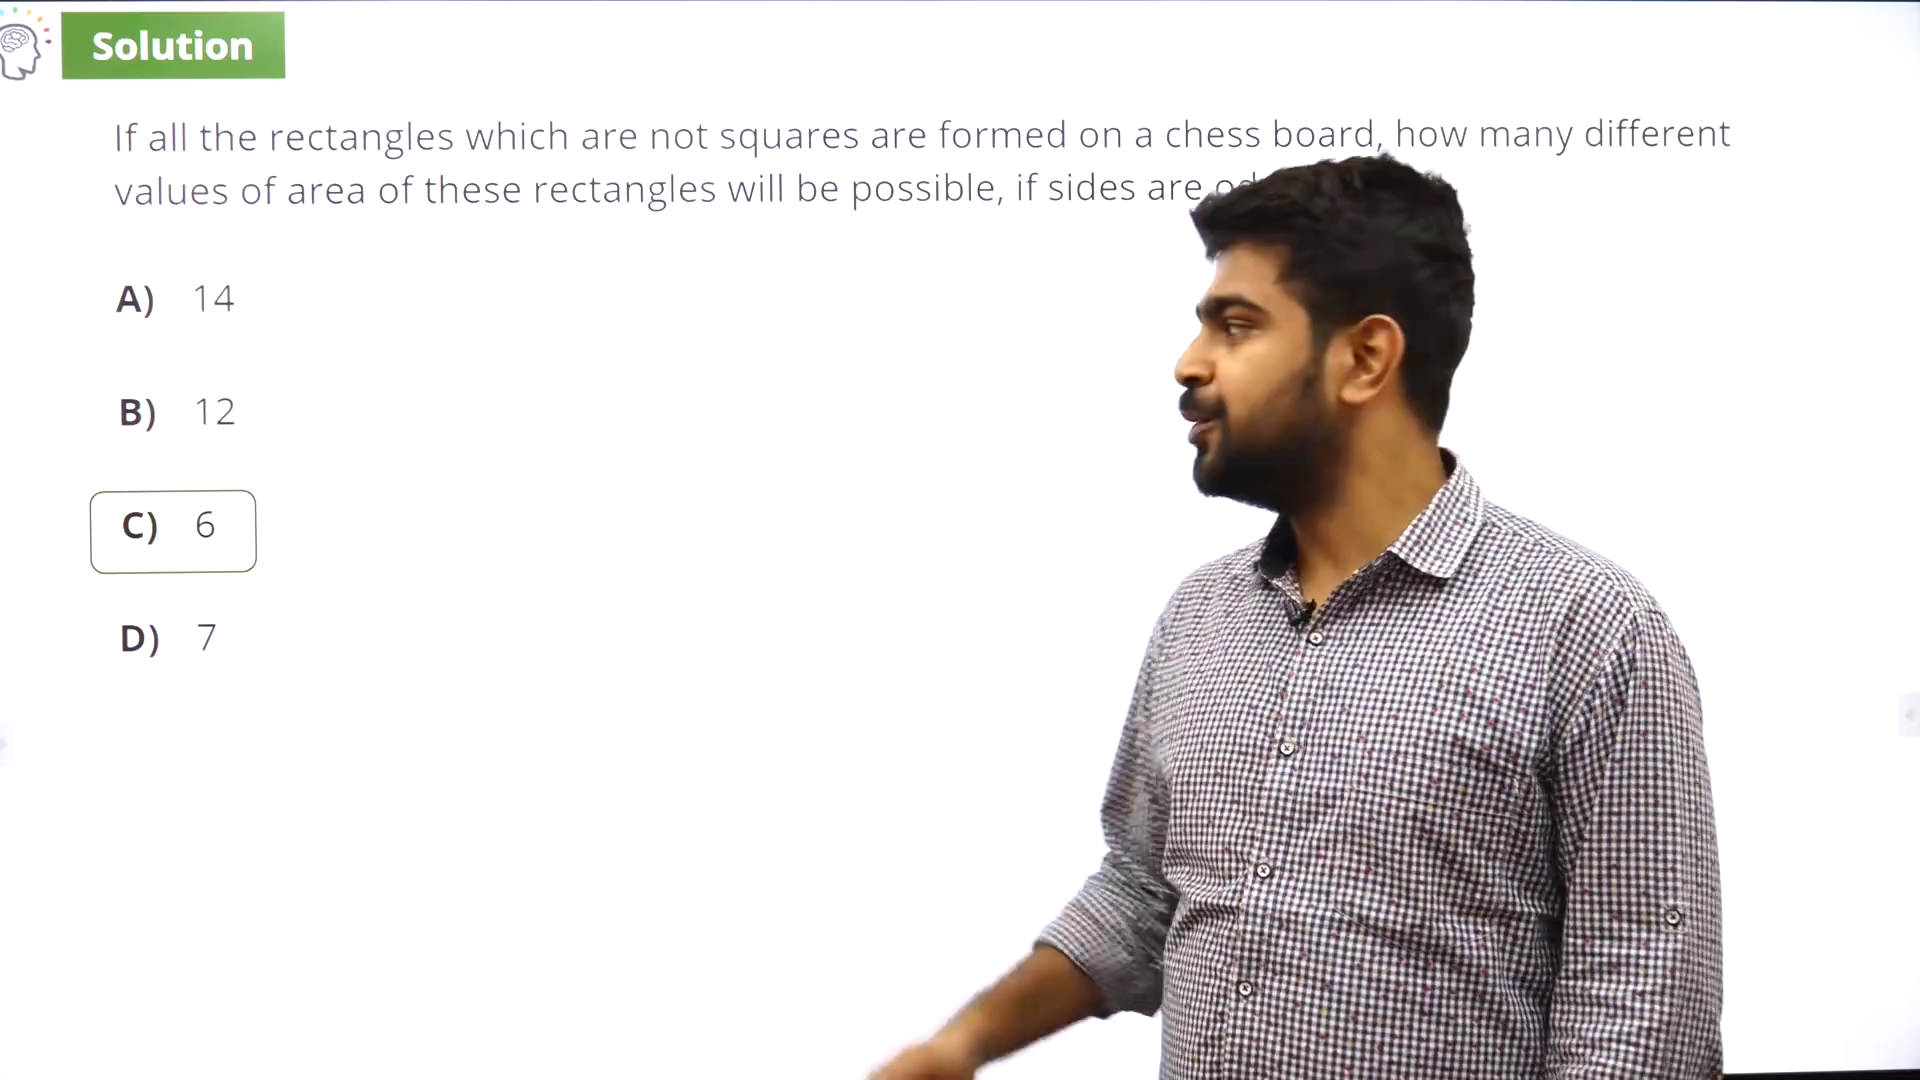 Solution
If all the rectangles which are not squares are formed on a chess board, how many different
values of area of these rectangles will be possible, if sides are
A) 14
B) 12
C) 6
D) 7